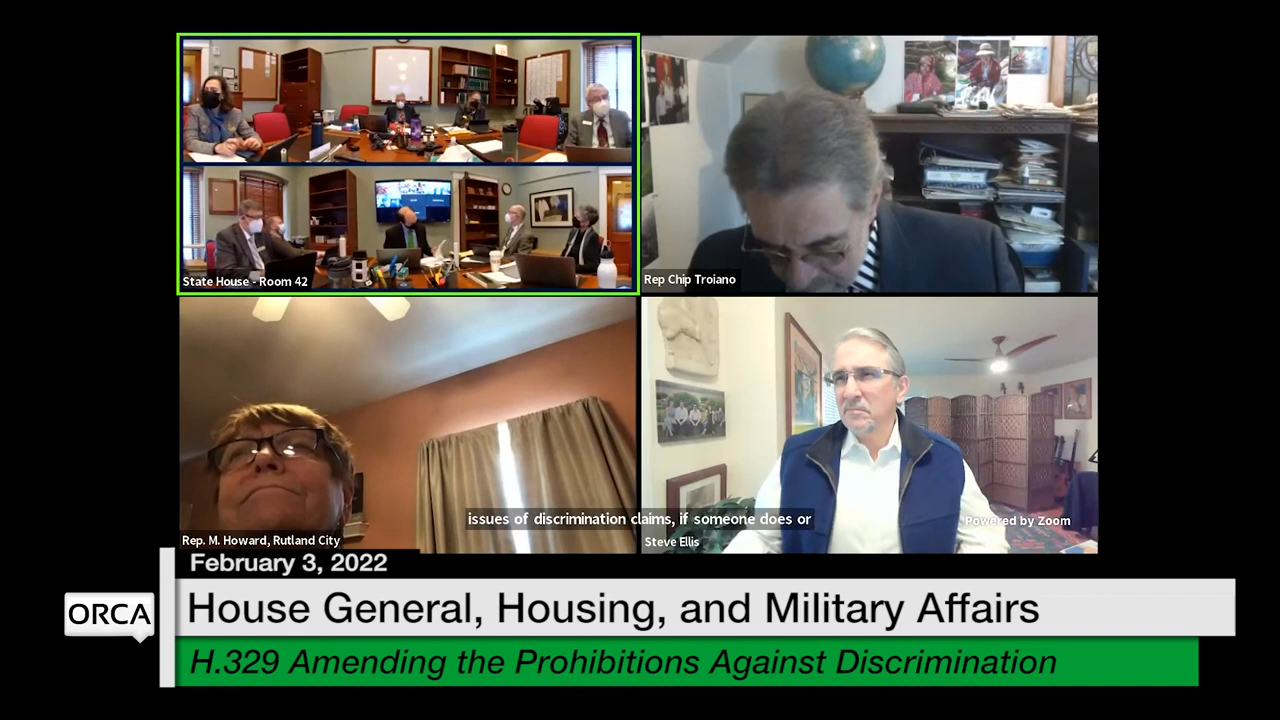 State House - Room 42
Rep Chip Troiano
issues of discrimination claims, if someone does or
Powered by Zoom
Rep. M. Howard, Rutland City
Steve Ellis
February 3, 2022
ORCA
House General, Housing, and Military Affairs
H.329 Amending the Prohibitions Against Discrimination